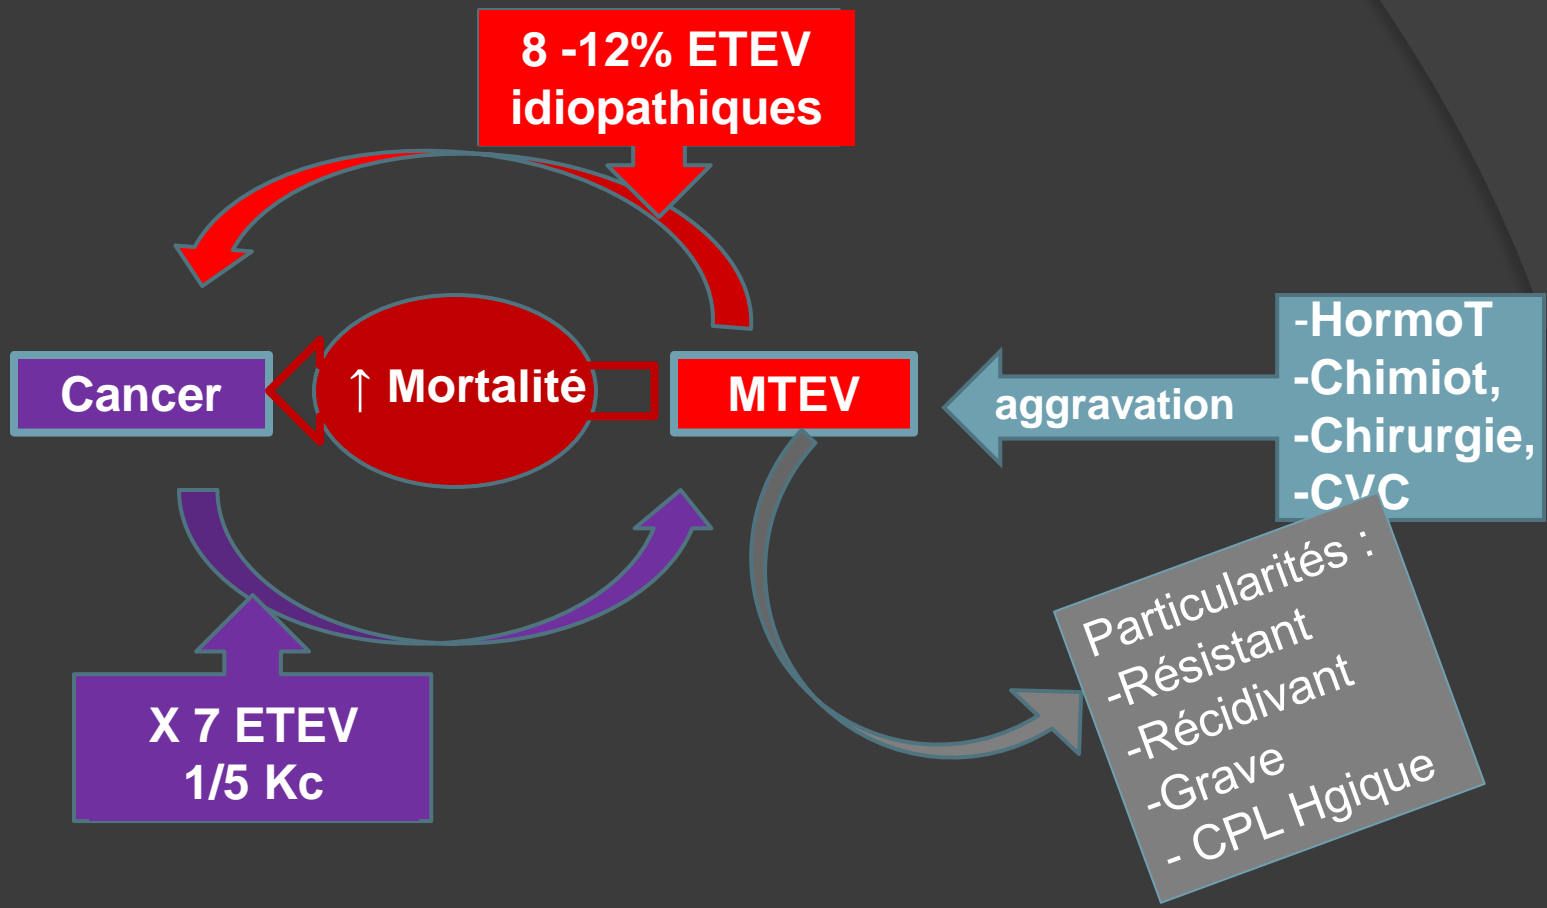 8 -12% ETEV
idiopathiques
Cancer
↑ Mortalité
MTEV
aggravation
-HormoT
-Chimiot,
-Chirurgie,
-CVC
Particularités :
-Résistant
-Récidivant
-Grave
- CPL Hgique
X 7 ETEV
1/5 Kc